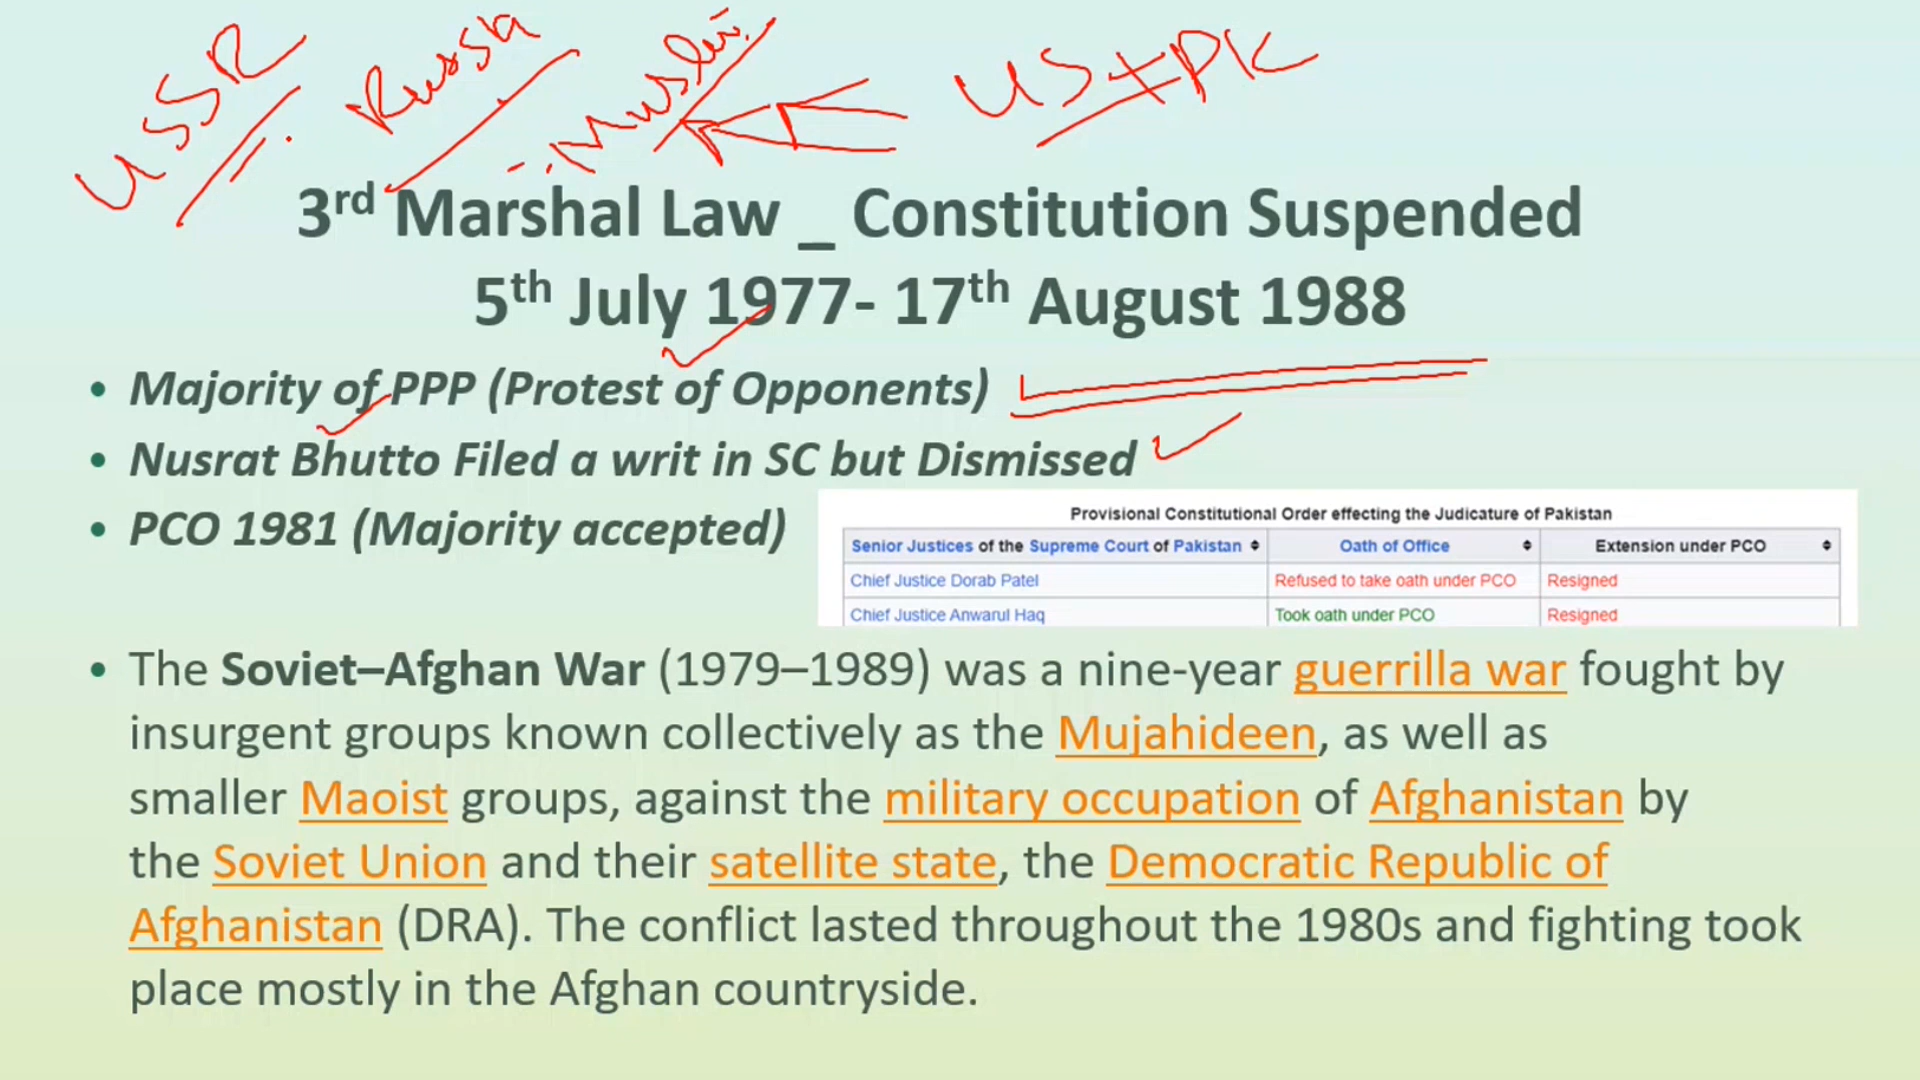 USSR Russa Musli US+PK
3rd Marshal Law _ Constitution Suspended
5th July 1977- 17th August 1988
• Majority of PPP (Protest of Opponents)
• Nusrat Bhutto Filed a writ in SC but Dismissed
• PCO 1981 (Majority accepted)
Provisional Constitutional Order effecting the Judicature of Pakistan
Senior Justices of the Supreme Court of Pakistan Oath of Office Extension under PCO
Chief Justice Dorab Patel Refused to take oath under PCO Resigned
Chief Justice Anwarul Haq Took oath under PCO Resigned
• The Soviet–Afghan War (1979–1989) was a nine-year guerrilla war fought by
insurgent groups known collectively as the Mujahideen, as well as
smaller Maoist groups, against the military occupation of Afghanistan by
the Soviet Union and their satellite state, the Democratic Republic of
Afghanistan (DRA). The conflict lasted throughout the 1980s and fighting took
place mostly in the Afghan countryside.